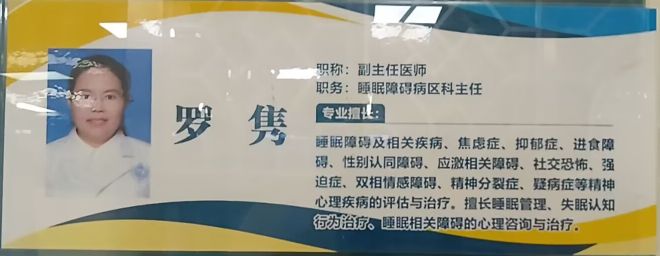 罗 隽
职称：副主任医师
职务：睡眠障碍病区科主任
专业擅长：
睡眠障碍及相关疾病、焦虑症、抑郁症、进食障
碍、性别认同障碍、应激相关障碍、社交恐怖、强
迫症、双相情感障碍、精神分裂症、疑病症等精神
心理疾病的评估与治疗。擅长睡眠管理、失眠认知
行为治疗、睡眠相关障碍的心理咨询与治疗。